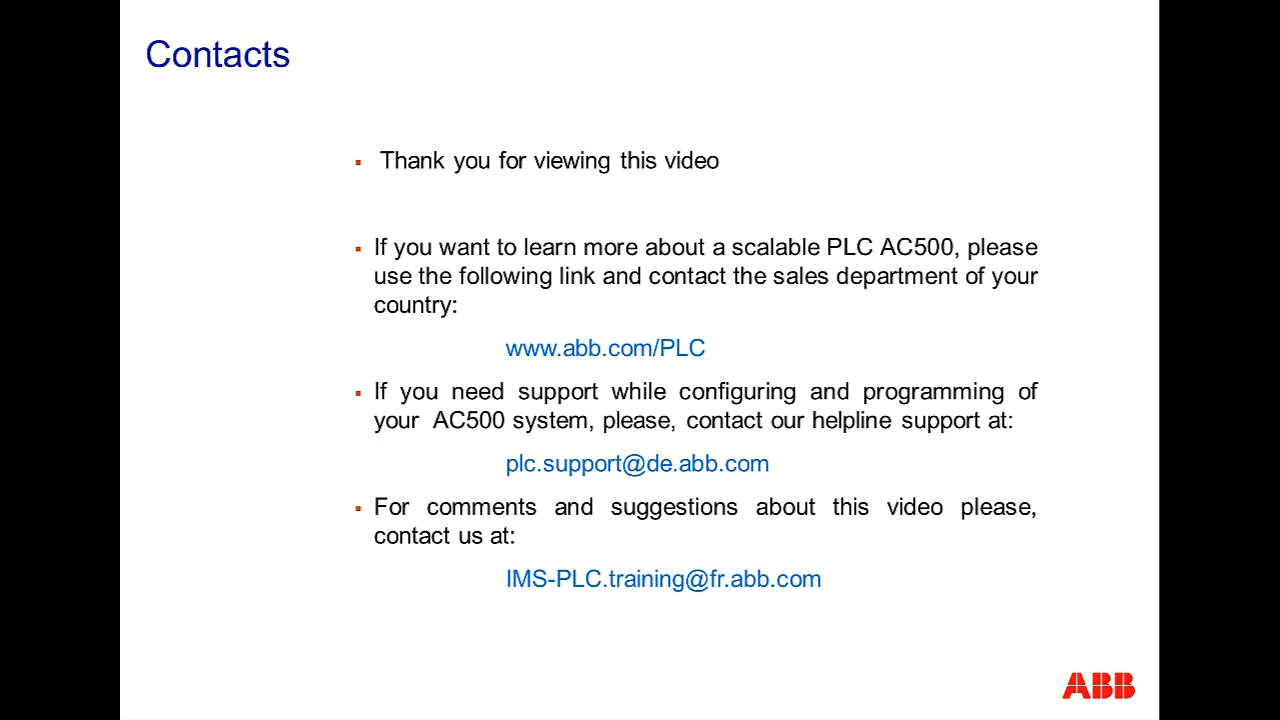 Contacts
Thank you for viewing this video
If you want to learn more about a scalable PLC AC500, please
use the following link and contact the sales department of your
country:
www.abb.com/PLC
If you need support while configuring and programming of
your AC500 system, please, contact our helpline support at:
plc.support@de.abb.com
For comments and suggestions about this video please,
contact us at:
IMS-PLC.training@fr.abb.com
ABB